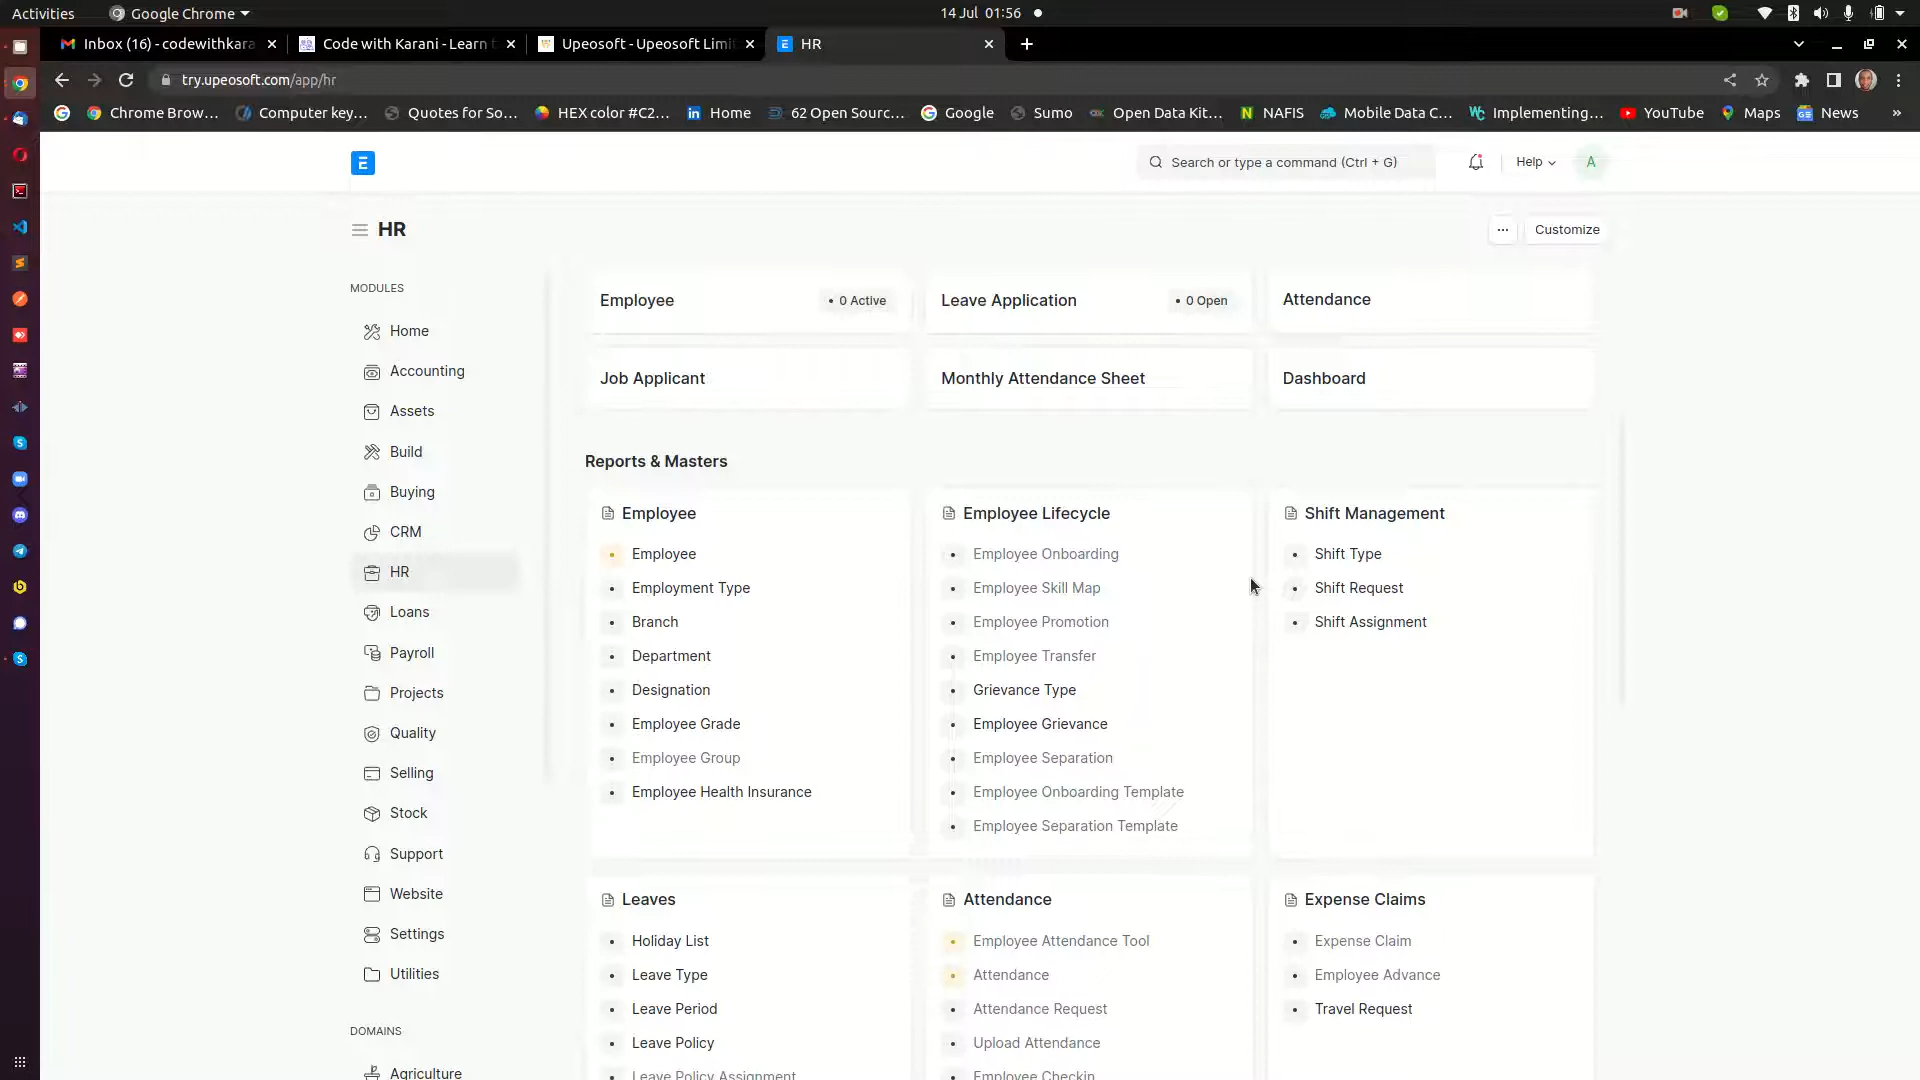 Activities
Google Chrome
14 Jul 01:56
Inbox (16) - codewithkara
Code with Karani - Learn t
Upeosoft - Upeosoft Limi
HR
try.upeosoft.com/app/hr
Chrome Brow...
Computer key...
Quotes for So...
HEX color #C2...
Home
62 Open Sourc...
Google
Sumo
Open Data Kit...
NAFIS
Mobile Data C...
Implementing...
YouTube
Maps
News
»
E
Search or type a command (Ctrl + G)
Help
A
HR
...
Customize
MODULES
Home
Accounting
Assets
Build
Buying
CRM
HR
Loans
Payroll
Projects
Quality
Selling
Stock
Support
Website
Settings
Utilities
DOMAINS
Agriculture
Employee
• 0 Active
Leave Application
• 0 Open
Attendance
Job Applicant
Monthly Attendance Sheet
Dashboard
Reports & Masters
Employee
Employee
Employment Type
Branch
Department
Designation
Employee Grade
Employee Group
Employee Health Insurance
Employee Lifecycle
Employee Onboarding
Employee Skill Map
Employee Promotion
Employee Transfer
Grievance Type
Employee Grievance
Employee Separation
Employee Onboarding Template
Employee Separation Template
Shift Management
Shift Type
Shift Request
Shift Assignment
Leaves
Holiday List
Leave Type
Leave Period
Leave Policy
Leave Policy Assignment
Attendance
Employee Attendance Tool
Attendance
Attendance Request
Upload Attendance
Employee Checkin
Expense Claims
Expense Claim
Employee Advance
Travel Request